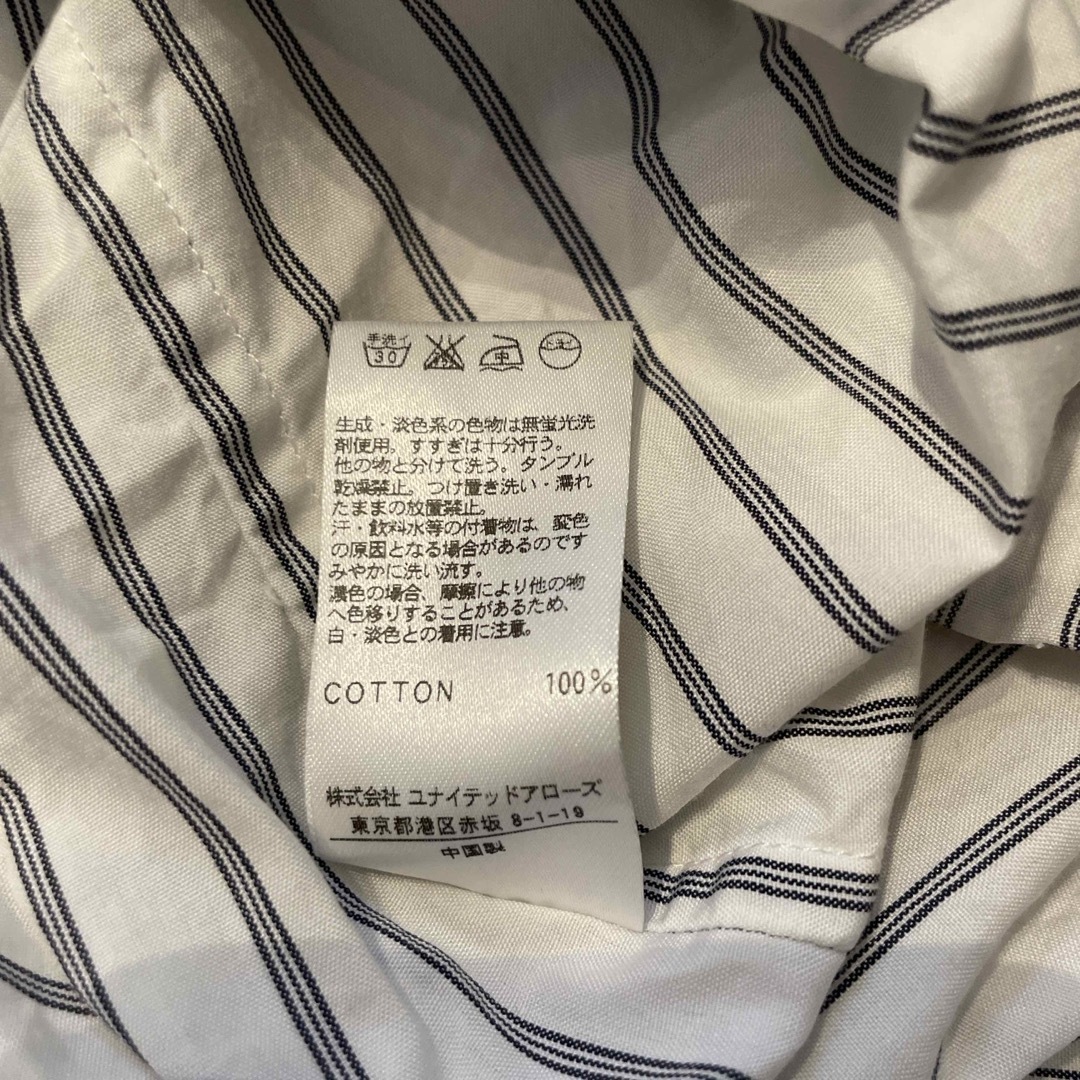 手洗イ 30 中 ドライ
生成・淡色系の色物は無蛍光洗
剤使用。すすぎは十分行う。
他の物と分けて洗う。タンブル
乾燥禁止。つけ置き洗い・濡れ
たままの放置禁止。
汗・飲料水等の付着物は、変色
の原因となる場合があるのです
みやかに洗い流す。
濃色の場合、摩擦により他の物
へ色移りすることがあるため、
白・淡色との着用に注意。
COTTON 100%
株式会社 ユナイテッドアローズ
東京都港区赤坂 8-1-19
中国製